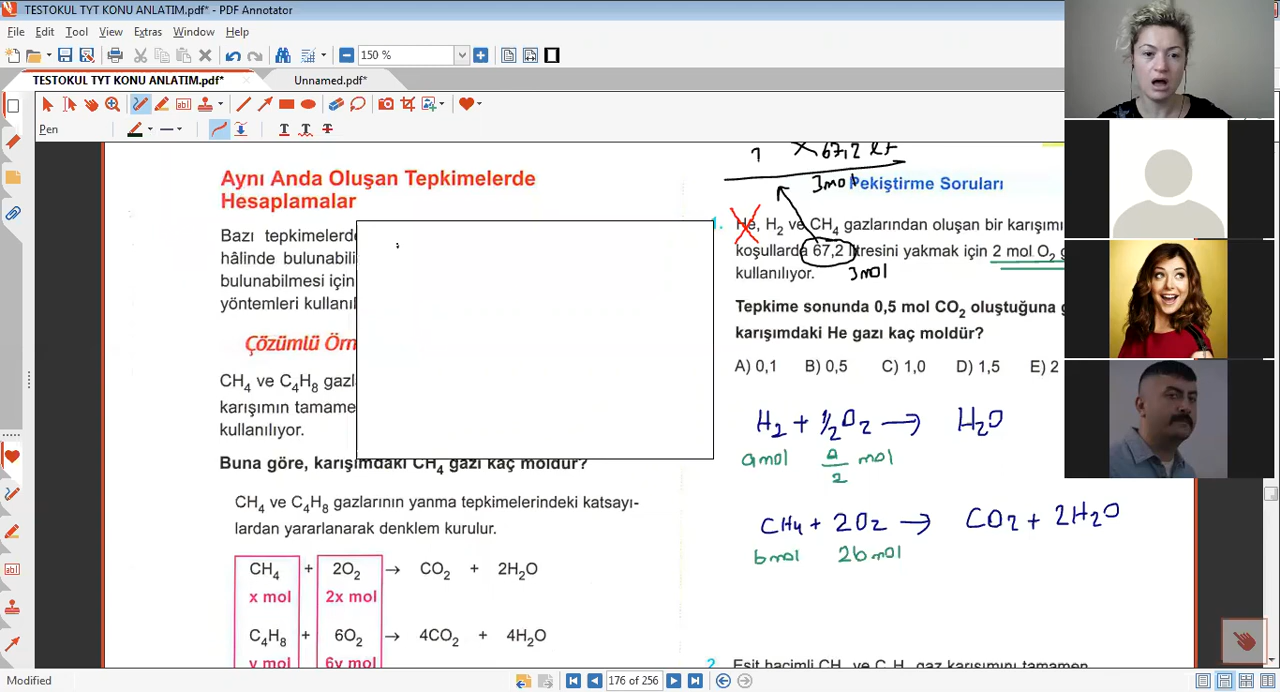 TESTOKUL TYT KONU ANLATIM.pdf* - PDF Annotator
File Edit Tool View Extras Window Help
150 %
TESTOKUL TYT KONU ANLATIM.pdf* Unnamed.pdf*
Pen
Aynı Anda Oluşan Tepkimelerde
Hesaplamalar
Bazı tepkimelerde
hâlinde bulunabili
bulunabilmesi için
yöntemleri kullanıl
Çözümlü Örn
CH₄ ve C₄H₈ gazl
karışımın tamame
kullanılıyor.
Buna göre, karışımdaki CH₄ gazı kaç moldür?
CH₄ ve C₄H₈ gazlarının yanma tepkimelerindeki katsayı-
lardan yararlanarak denklem kurulur.
CH₄ + 2O₂ → CO₂ + 2H₂O
x mol 2x mol
C₄H₈ + 6O₂ → 4CO₂ + 4H₂O
y mol 6y mol
67,2
3mol
Pekiştirme Soruları
1. He, H₂ ve CH₄ gazlarından oluşan bir karışımı
koşullarda 67,2 litresini yakmak için 2 mol O₂ g
kullanılıyor.
3mol
Tepkime sonunda 0,5 mol CO₂ oluştuğuna g
karışımdaki He gazı kaç moldür?
A) 0,1 B) 0,5 C) 1,0 D) 1,5 E) 2
H₂ + 1/2 O₂ → H₂O
a mol a/2 mol
CH₄ + 2O₂ → CO₂ + 2H₂O
b mol 2b mol
2. Eşit hacimli CH₄ ve gaz karışımını tamamen
Modified
176 of 256